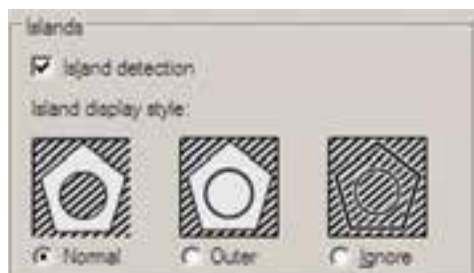 Islands
Island detection
Island display style:
Normal Outer Ignore